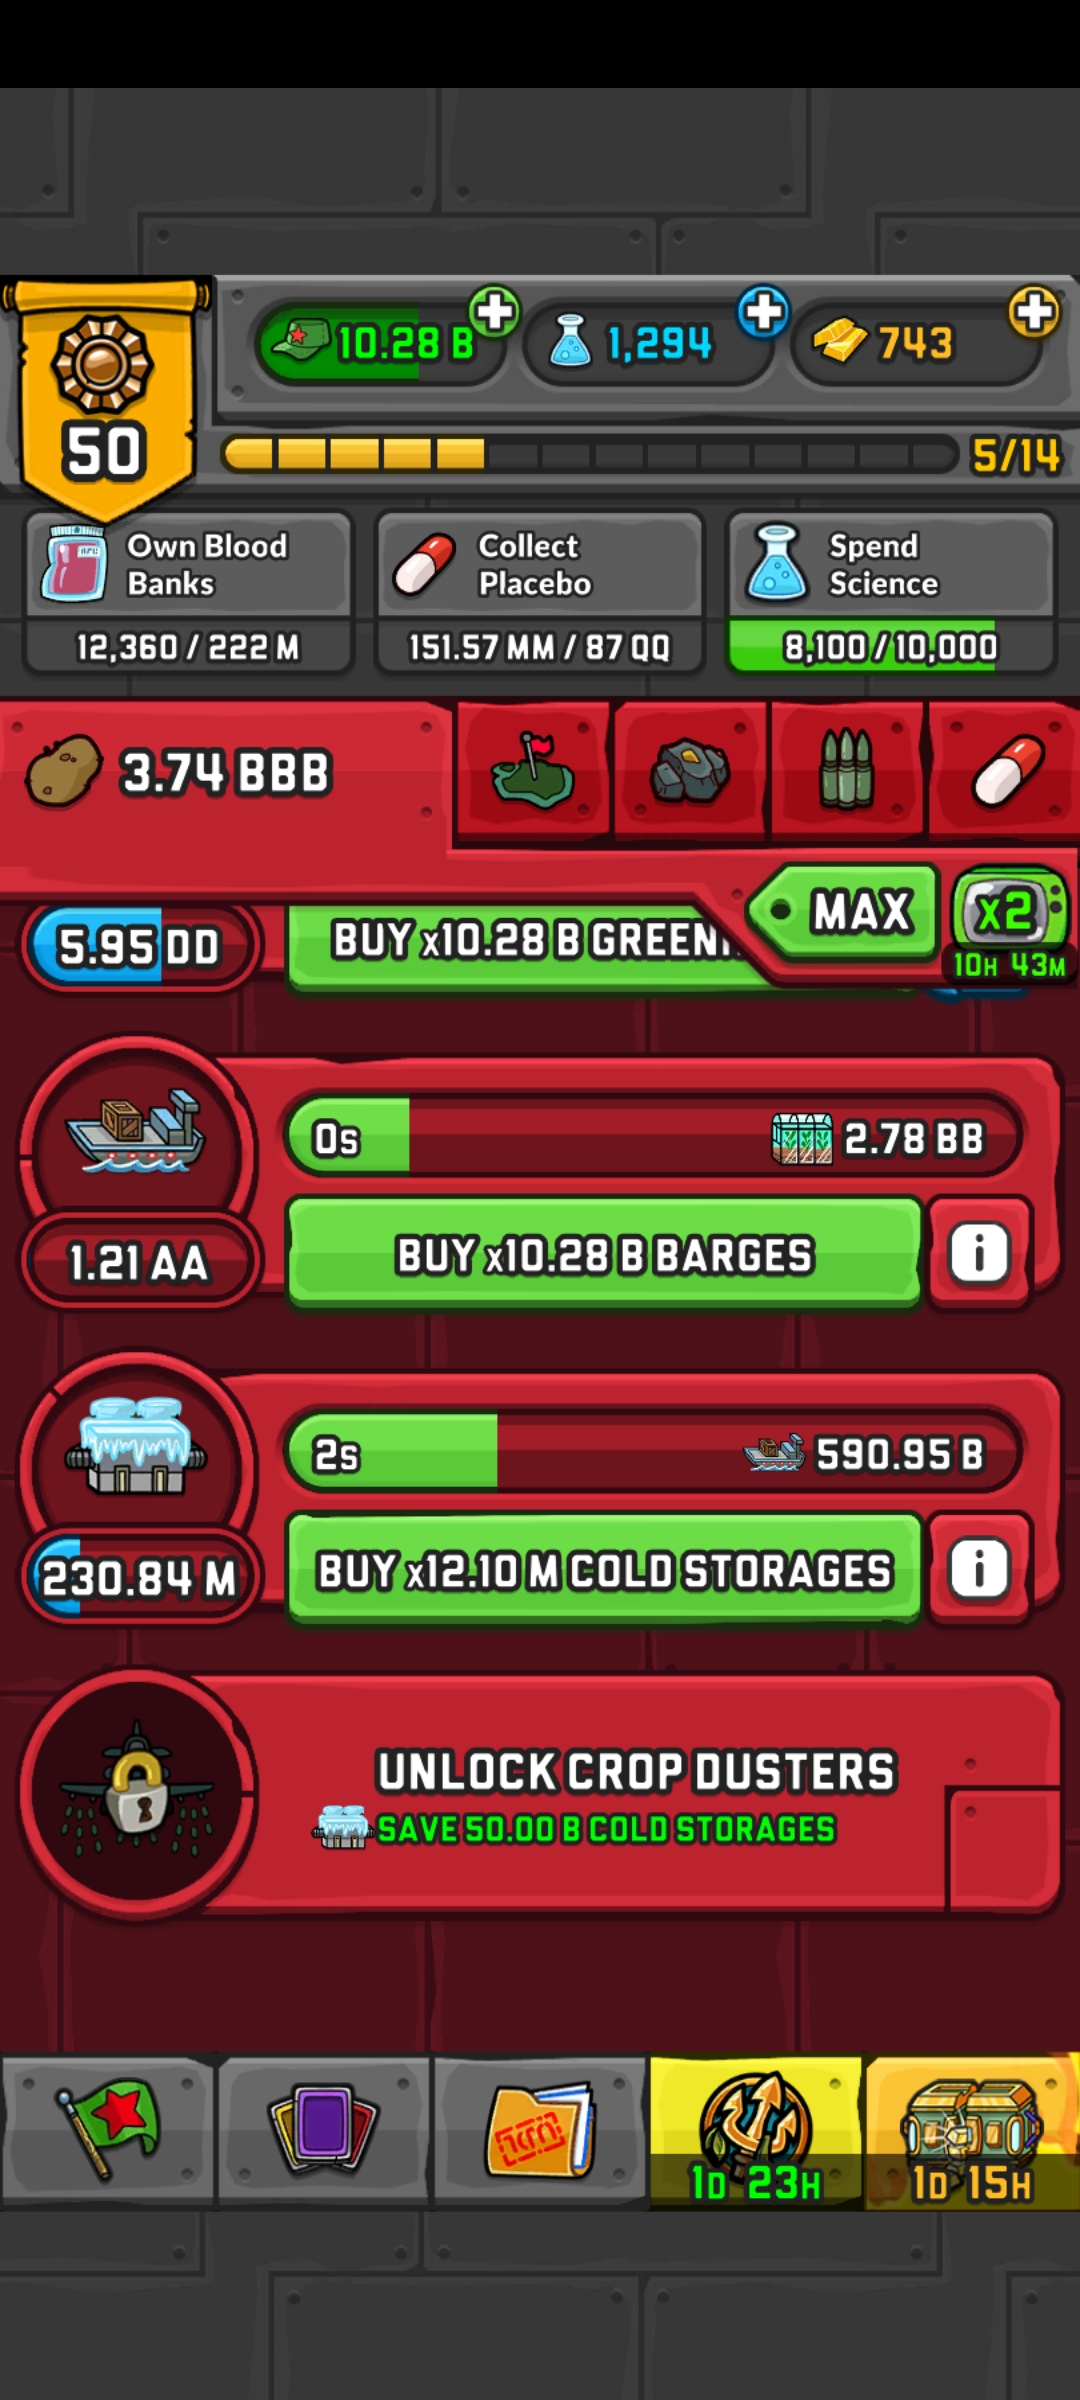 10.28 B
1,294
743
50
5/14
Own Blood
Banks
12,360 / 222 M
Collect
Placebo
151.57 MM / 87 QQ
Spend
Science
8,100 / 10,000
3.74 BBB
MAX
x2
10H 43M
5.95 DD
BUY x10.28 B
0s
2.78 BB
1.21 AA
BUY x10.28 B BARGES
i
2s
590.95 B
230.84 M
BUY x12.10 M COLD STORAGES
i
UNLOCK CROP DUSTERS
SAVE 50.00 B COLD STORAGES
1D 23H
1D 15H